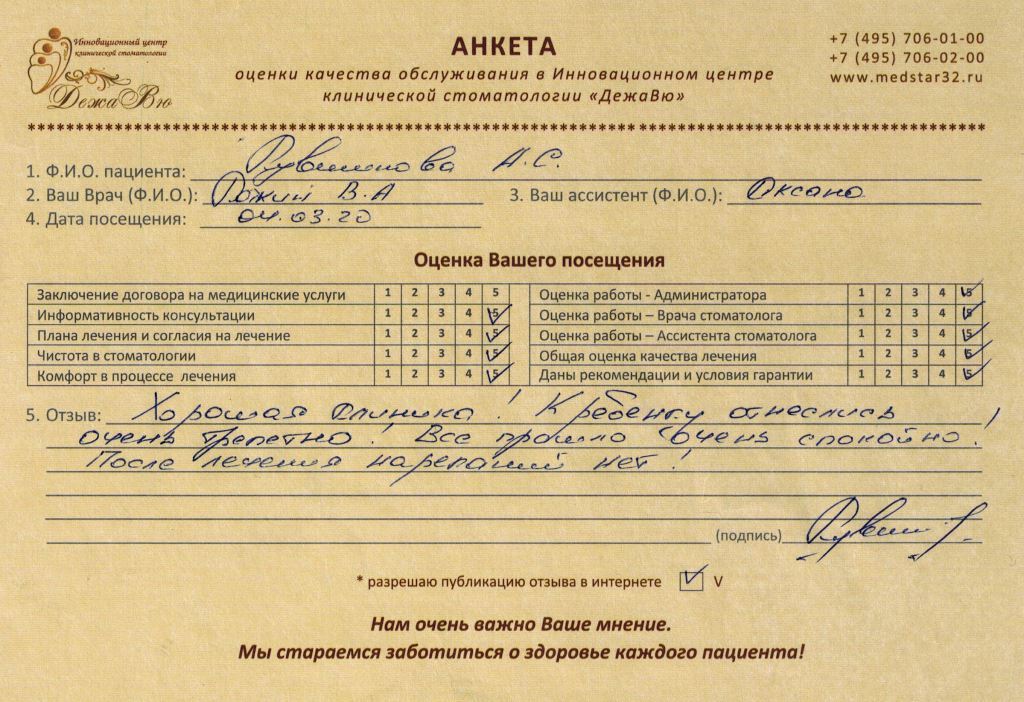 Инновационный центр
клинической стоматологии
ДежаВю
АНКЕТА
оценки качества обслуживания в Инновационном центре
клинической стоматологии «ДежаВю»
+7 (495) 706-01-00
+7 (495) 706-02-00
www.medstar32.ru
1. Ф.И.О. пациента: А.С.
2. Ваш Врач (Ф.И.О.): Рожин В.А
3. Ваш ассистент (Ф.И.О.): Оксана
4. Дата посещения: 04.03.20
Оценка Вашего посещения
Заключение договора на медицинские услуги 1 2 3 4 5
Информативность консультации 1 2 3 4 5
Плана лечения и согласия на лечение 1 2 3 4 5
Чистота в стоматологии 1 2 3 4 5
Комфорт в процессе лечения 1 2 3 4 5
Оценка работы - Администратора 1 2 3 4 5
Оценка работы – Врача стоматолога 1 2 3 4 5
Оценка работы – Ассистента стоматолога 1 2 3 4 5
Общая оценка качества лечения 1 2 3 4 5
Даны рекомендации и условия гарантии 1 2 3 4 5
5. Отзыв: Хорошая клиника! К ребенку отнеслись
очень трепетно! Все прошло очень спокойно!
После лечения нареканий нет!
(подпись)
* разрешаю публикацию отзыва в интернете V
Нам очень важно Ваше мнение.
Мы стараемся заботиться о здоровье каждого пациента!